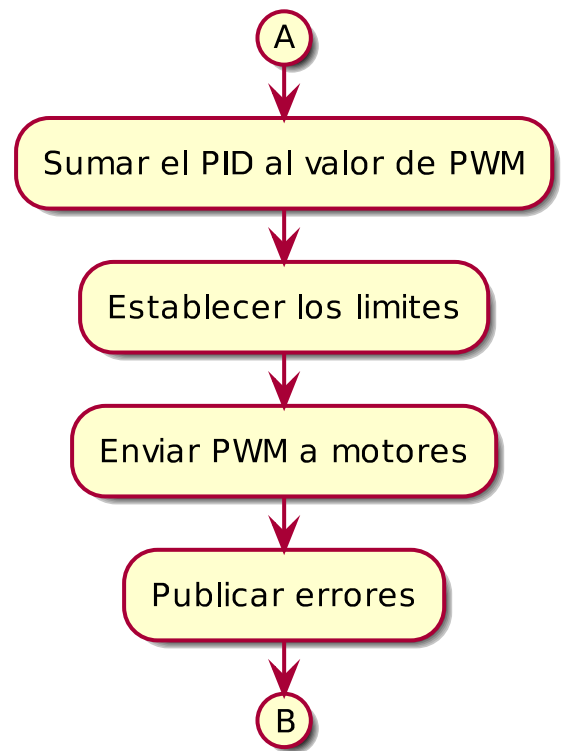 A
Sumar el PID al valor de PWM
Establecer los limites
Enviar PWM a motores
Publicar errores
B